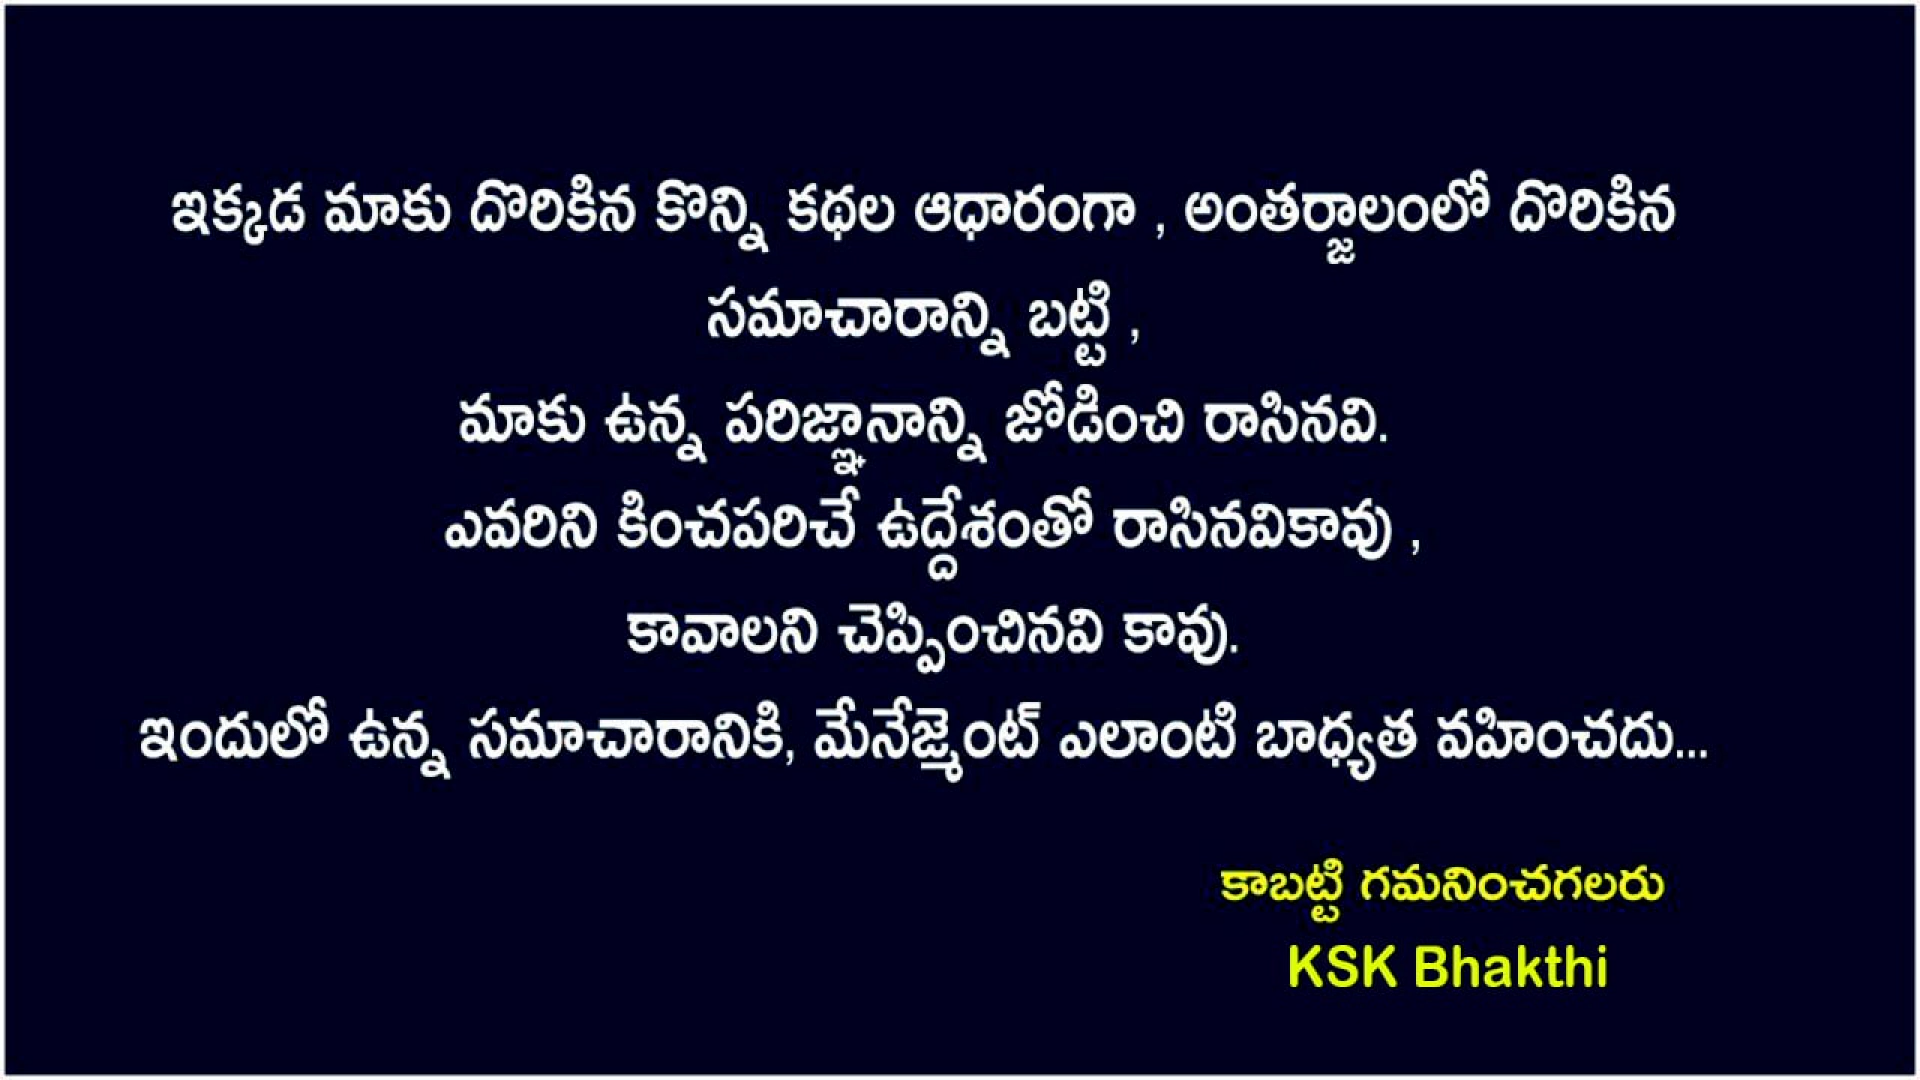 ఇక్కడ మాకు దొరికిన కొన్ని కథల ఆధారంగా , అంతర్జాలంలో దొరికిన
సమాచారాన్ని బట్టి ,
మాకు ఉన్న పరిజ్ఞానాన్ని జోడించి రాసినవి.
ఎవరిని కించపరిచే ఉద్దేశంతో రాసినవికావు ,
కావాలని చెప్పించినవి కావు.
ఇందులో ఉన్న సమాచారానికి, మేనేజ్మెంట్ ఎలాంటి బాధ్యత వహించదు...
కాబట్టి గమనించగలరు
KSK Bhakthi